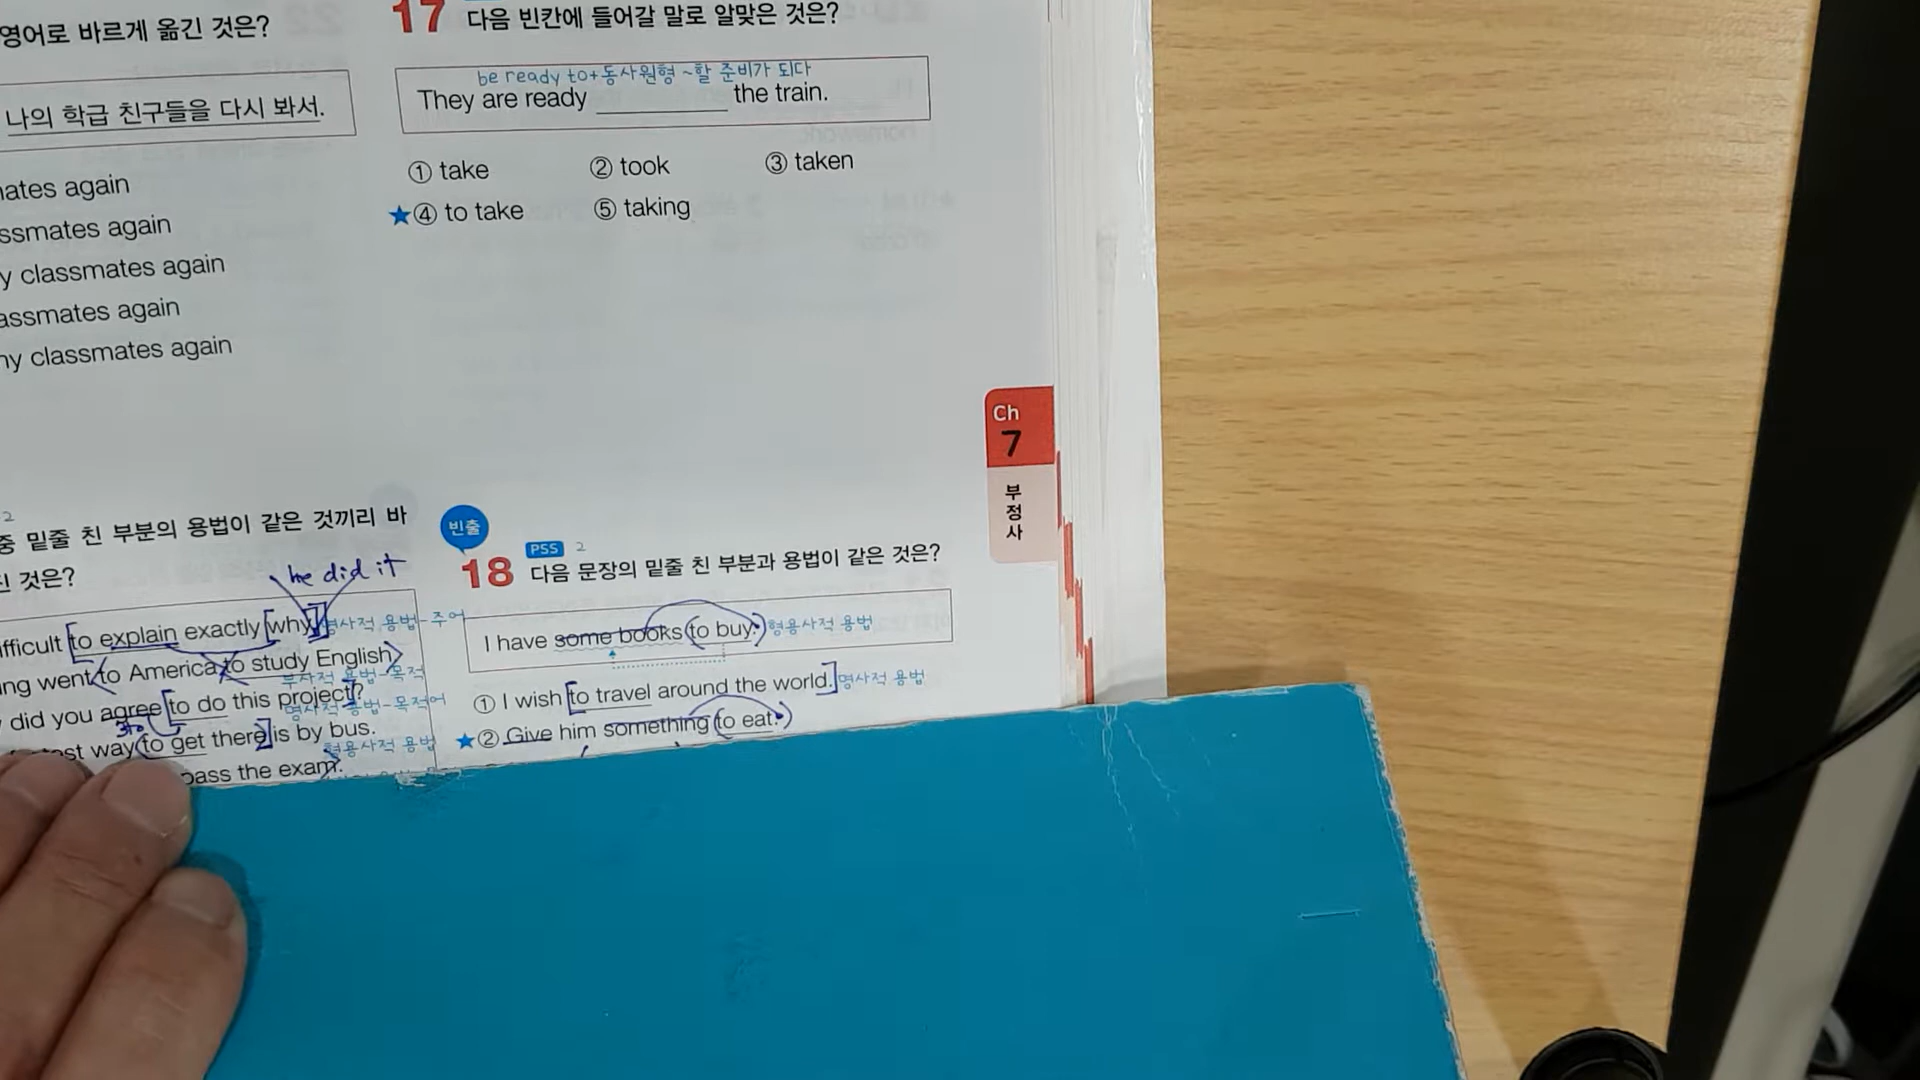 영어로 바르게 옮긴 것은?
나의 학급 친구들을 다시 봐서.
again
again
classmates again
again
classmates again
17 다음 빈칸에 들어갈 말로 알맞은 것은?
be ready to+동사원형 ~할 준비가 되다
They are ready ________ the train.
① take ② took ③ taken
★④ to take ⑤ taking
Ch
7
부정사
2
중 밑줄 친 부분의 용법이 같은 것끼리 바
것은?
he did it
to explain exactly [why] 명사적 용법-주어
went to America to study English
부사적 용법-목적
did you agree [to do this project]?
명사적 용법-목적어
way (to get there] is by bus.
형용사적 용법
pass the exam.
빈출
PSS 2
18 다음 문장의 밑줄 친 부분과 용법이 같은 것은?
I have some books (to buy.) 형용사적 용법
① I wish [to travel around the world.] 명사적 용법
★② Give him something (to eat.)